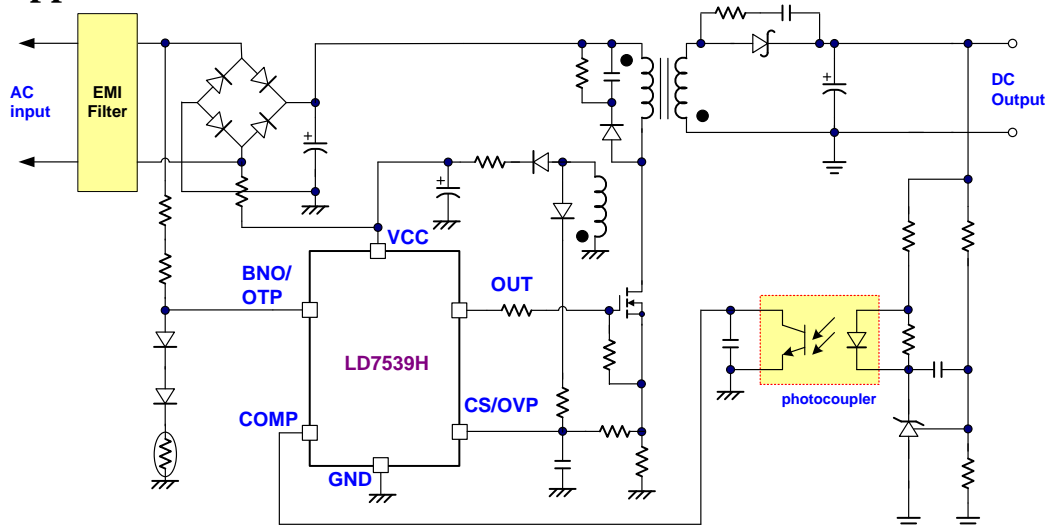 AC
input
EMI
Filter
DC
Output
VCC
BNO/
OTP
OUT
LD7539H
COMP
CS/OVP
GND
photocoupler
+
+
+